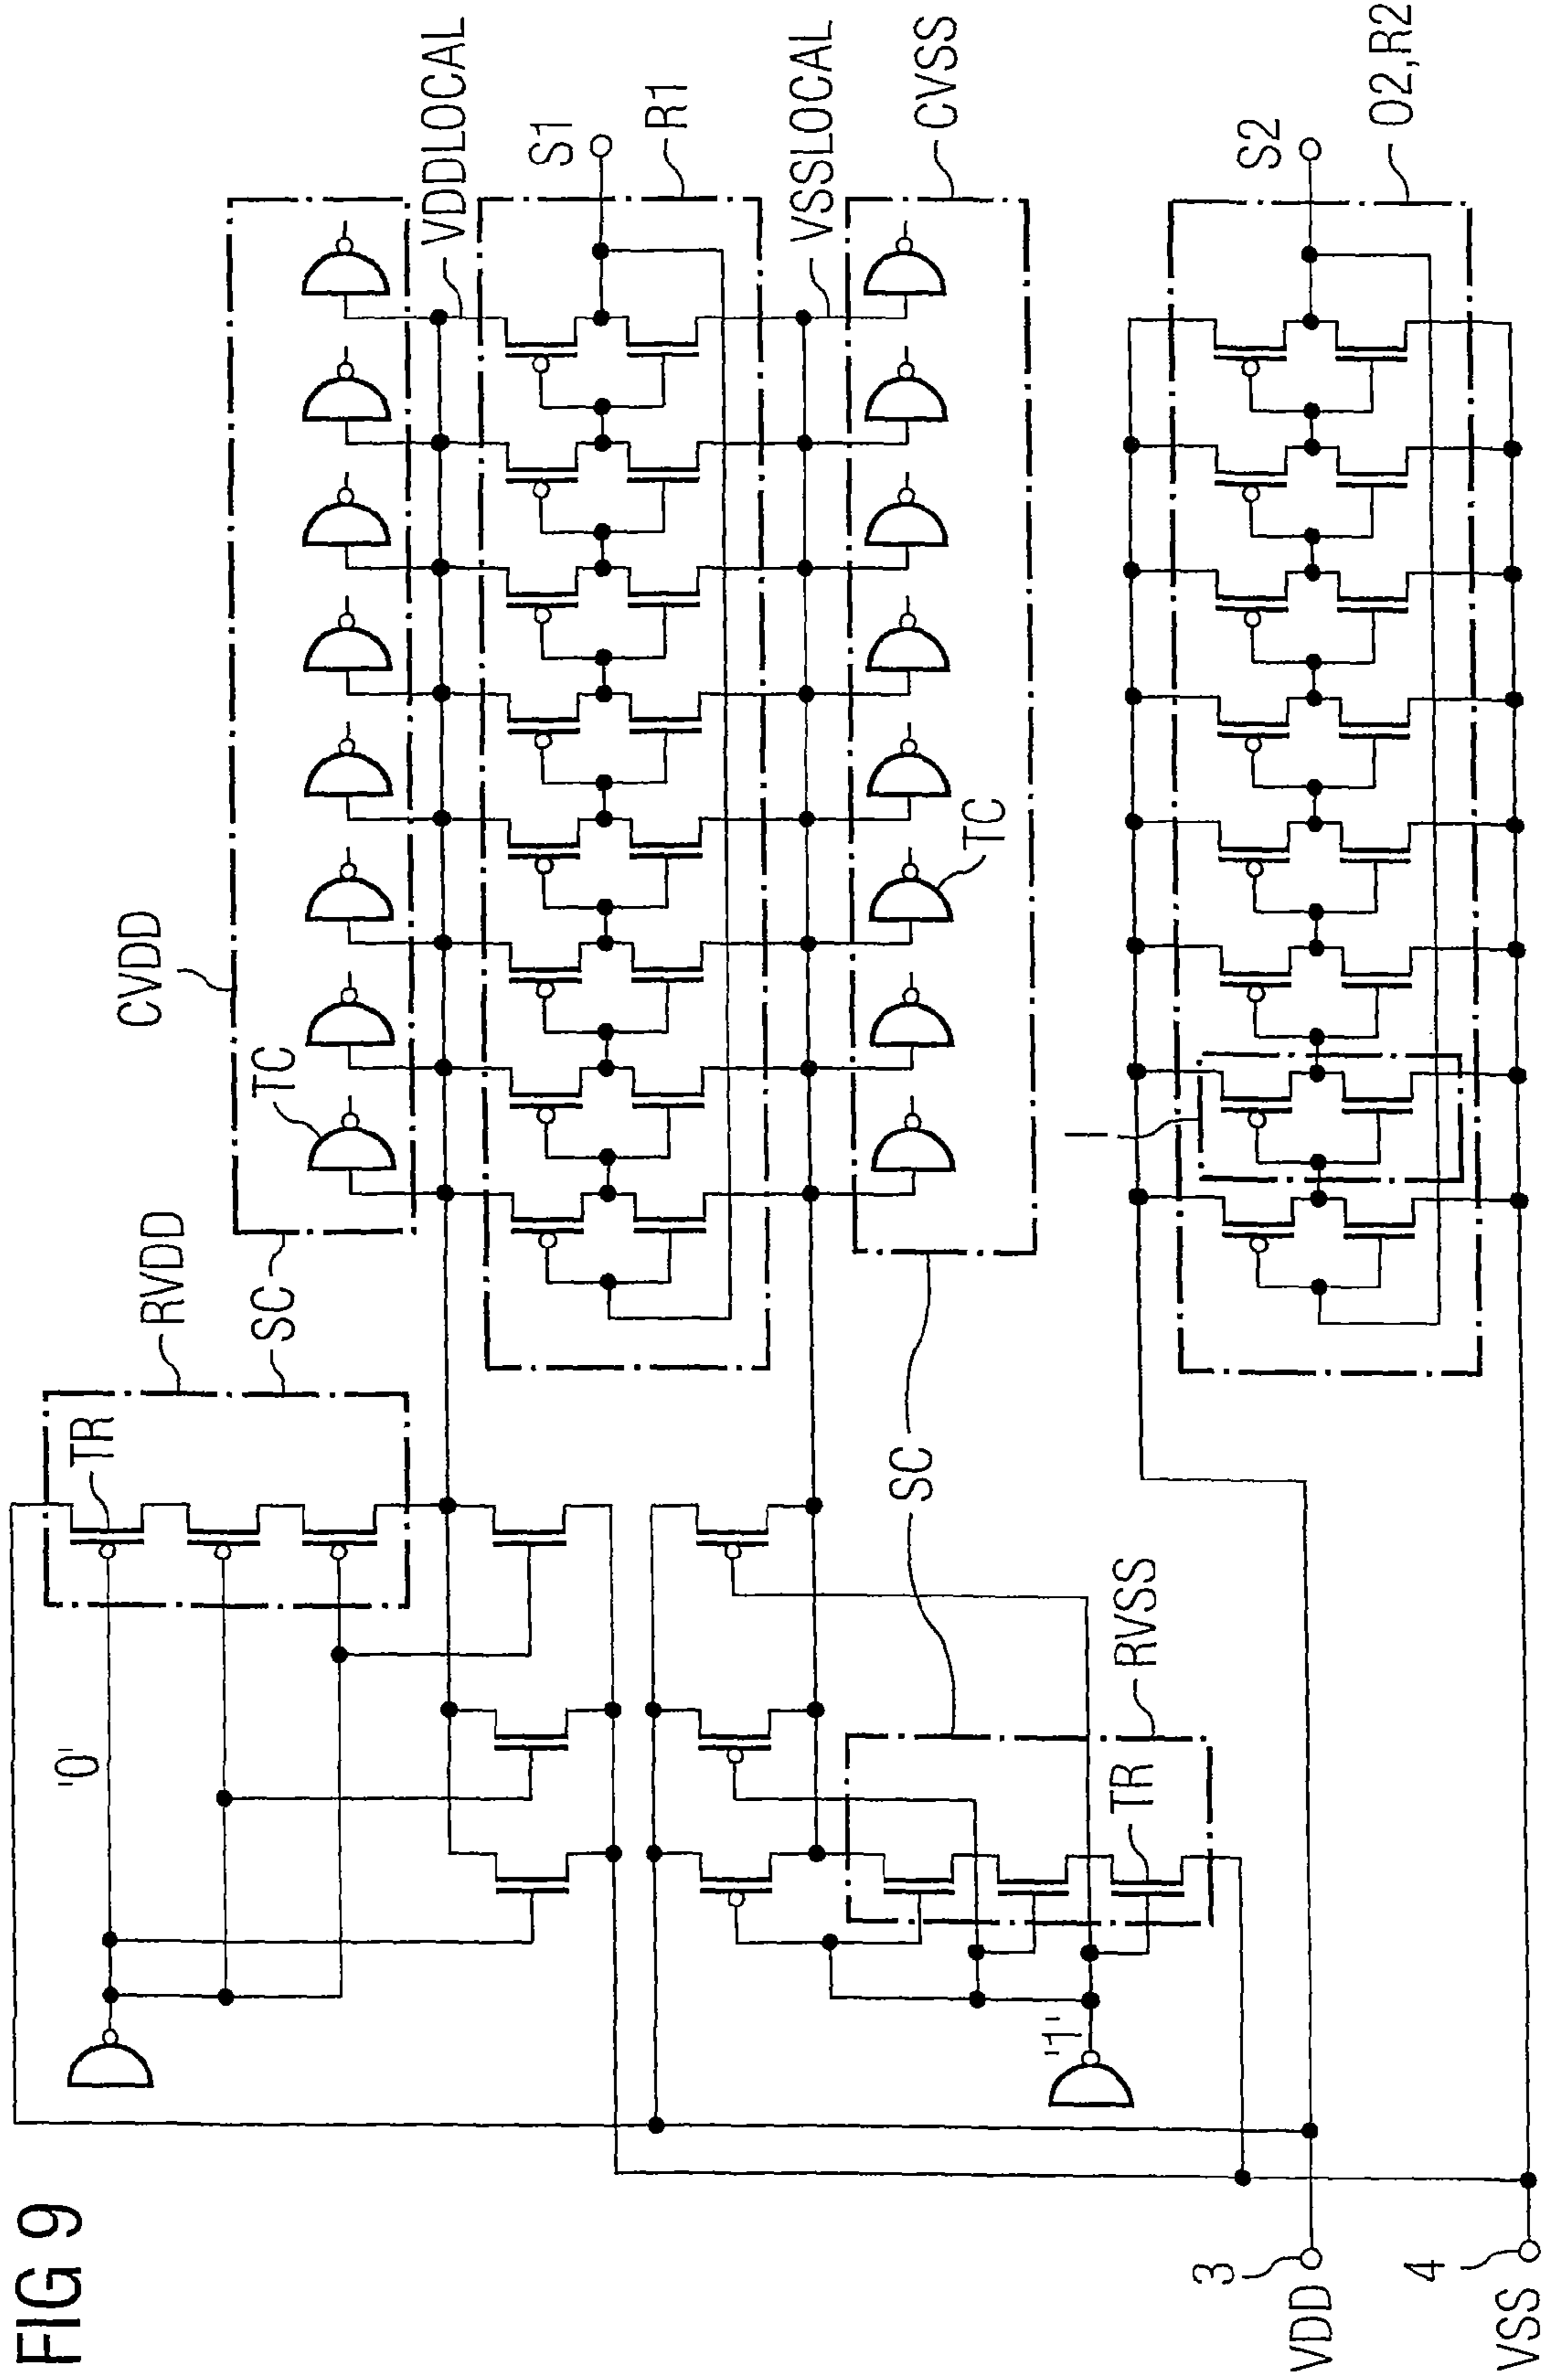 FIG 9
RVDD
SC
TR
'0'
CVDD
TC
VDDLOCAL
S1
R1
VSSLOCAL
CVSS
TC
SC
RVSS
TR
'1'
S2
O2,R2
I
3
VDD
4
VSS